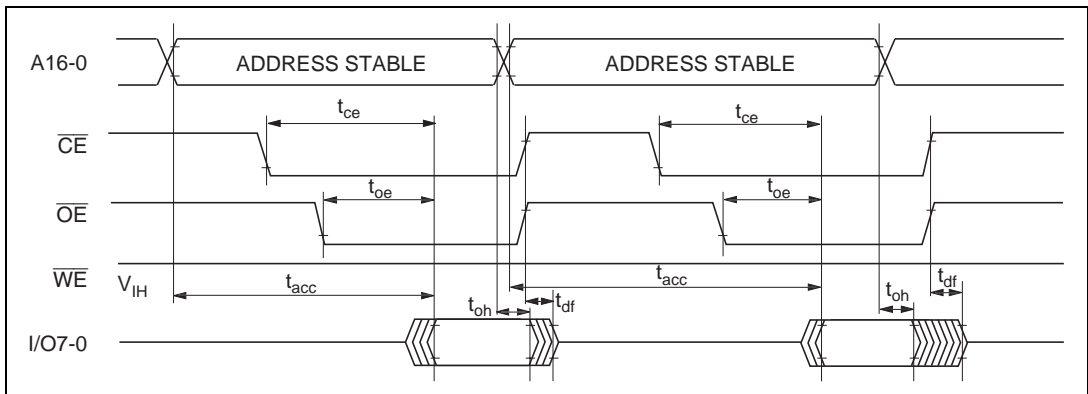 A16-0 ADDRESS STABLE ADDRESS STABLE
tce tce
CE
toe toe
OE
WE VIH
tacc tacc
toh tdf toh tdf
I/O7-0